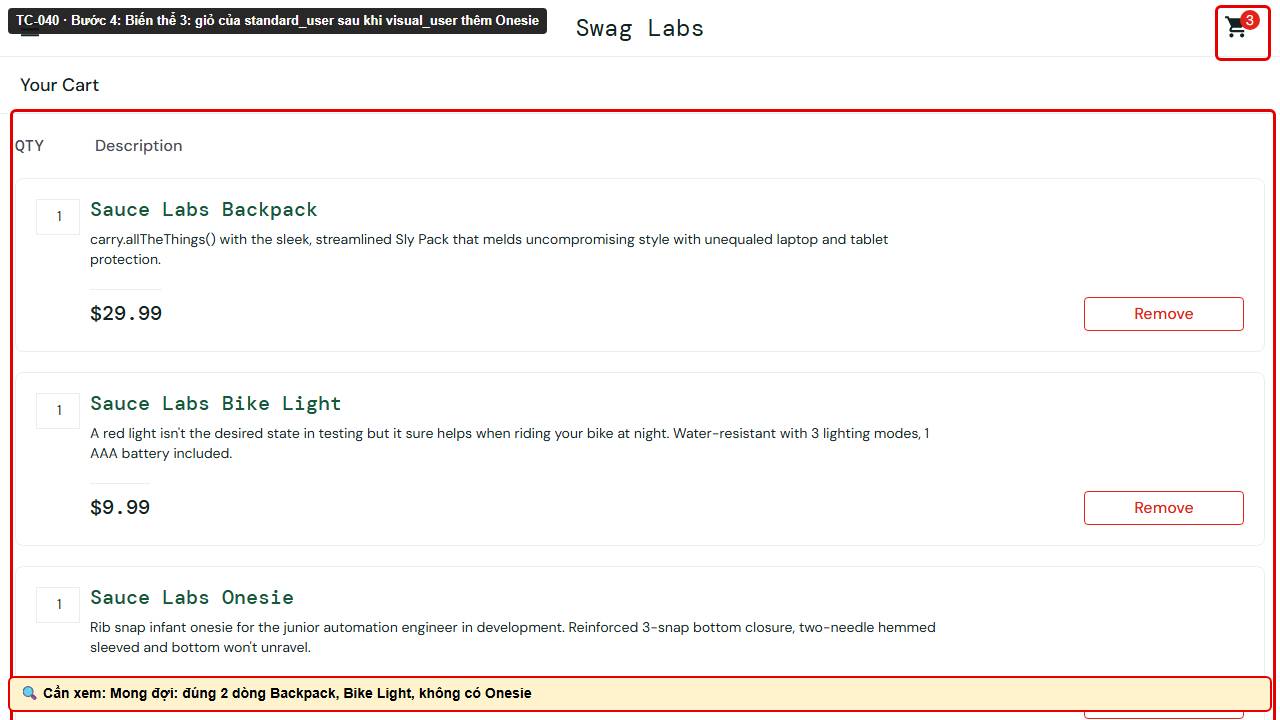 TC-040 · Bước 4: Biến thể 3: giỏ của standard_user sau khi visual_user thêm Onesie
Swag Labs
3
Your Cart
QTY
Description
1
Sauce Labs Backpack
carry.allTheThings() with the sleek, streamlined Sly Pack that melds uncompromising style with unequaled laptop and tablet
protection.
$29.99
Remove
1
Sauce Labs Bike Light
A red light isn't the desired state in testing but it sure helps when riding your bike at night. Water-resistant with 3 lighting modes, 1
AAA battery included.
$9.99
Remove
1
Sauce Labs Onesie
Rib snap infant onesie for the junior automation engineer in development. Reinforced 3-snap bottom closure, two-needle hemmed
sleeved and bottom won't unravel.
🔍 Cần xem: Mong đợi: đúng 2 dòng Backpack, Bike Light, không có Onesie